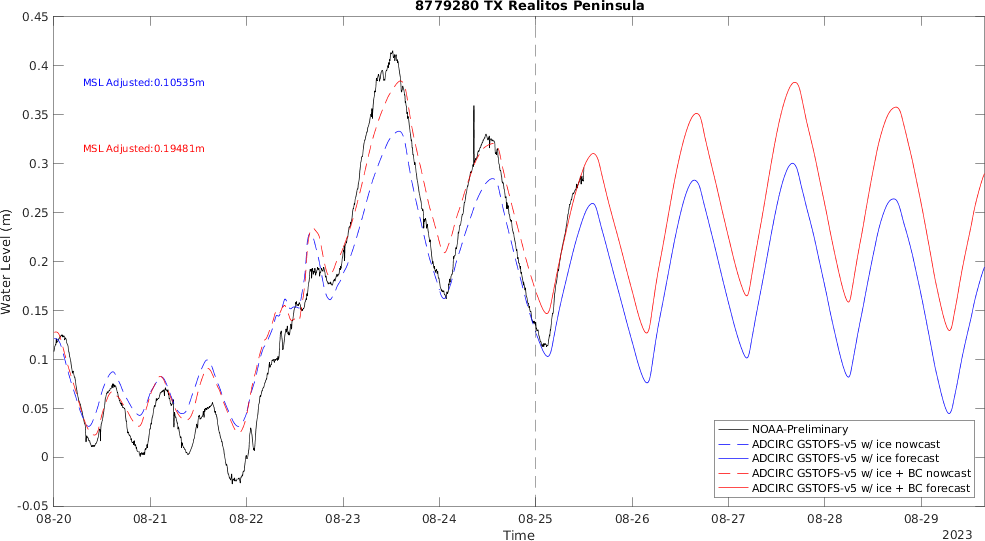 8779280 TX Realitos Peninsula
0.45
0.4
0.35
0.3
0.25
0.2
0.15
0.1
0.05
0
-0.05
Water Level (m)
MSL Adjusted:0.10535m
MSL Adjusted:0.19481m
NOAA-Preliminary
ADCIRC GSTOFS-v5 w/ ice nowcast
ADCIRC GSTOFS-v5 w/ ice forecast
ADCIRC GSTOFS-v5 w/ ice + BC nowcast
ADCIRC GSTOFS-v5 w/ ice + BC forecast
08-20 08-21 08-22 08-23 08-24 08-25 08-26 08-27 08-28 08-29
Time
2023